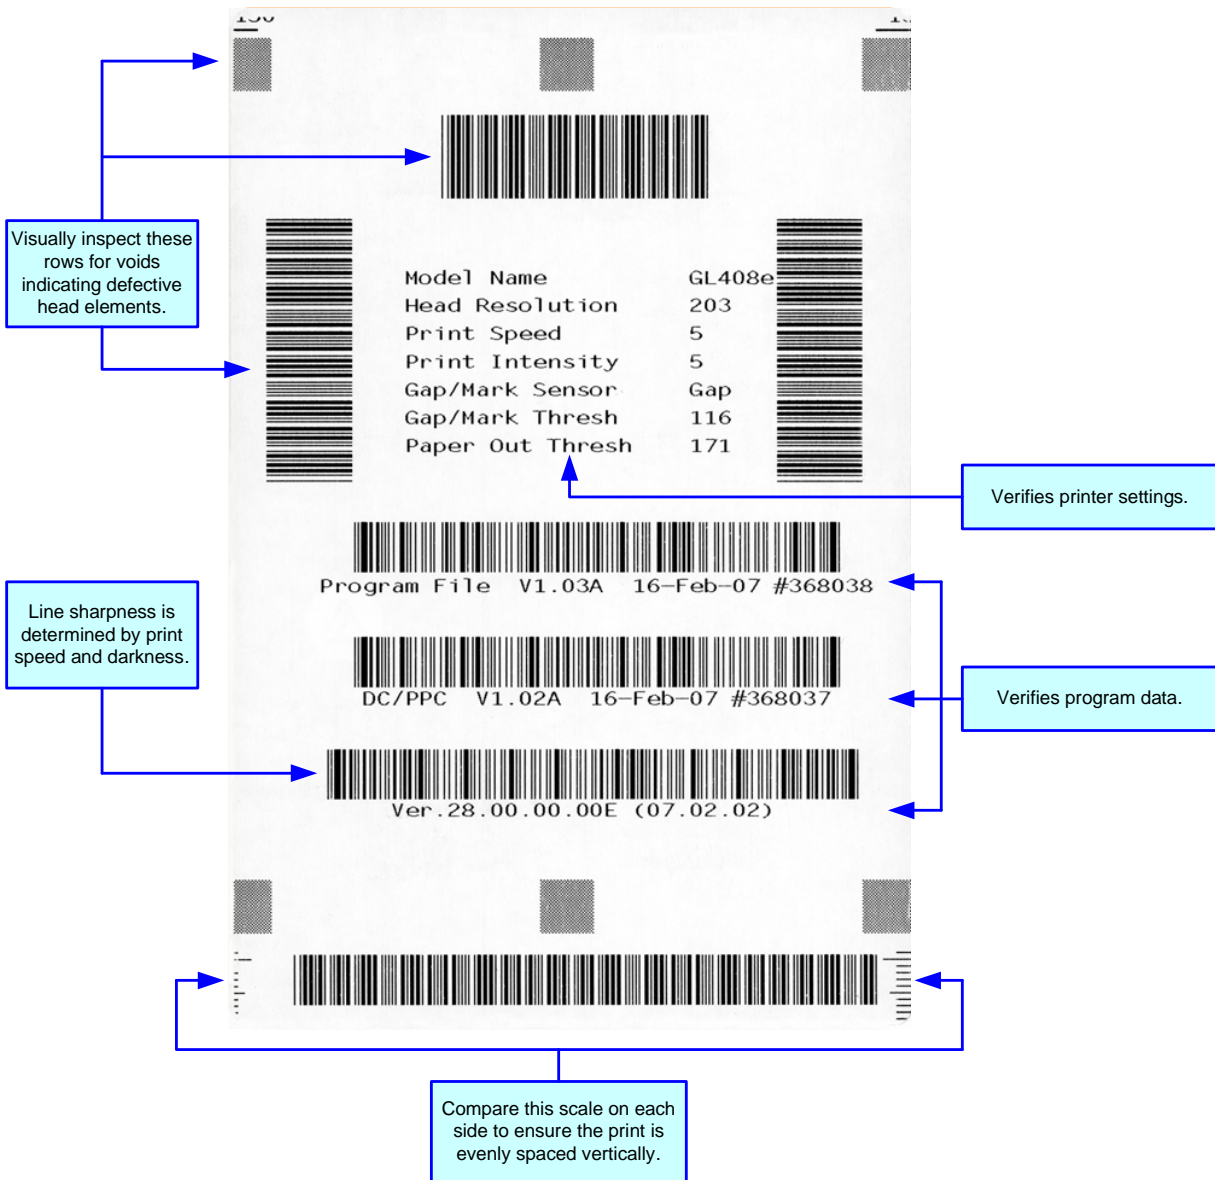 Visually inspect these
rows for voids
indicating defective
head elements.
Model Name GL408e
Head Resolution 203
Print Speed 5
Print Intensity 5
Gap/Mark Sensor Gap
Gap/Mark Thresh 116
Paper Out Thresh 171
Verifies printer settings.
Program File V1.03A 16-Feb-07 #368038
Line sharpness is
determined by print
speed and darkness.
DC/PPC V1.02A 16-Feb-07 #368037
Verifies program data.
Ver.28.00.00.00E (07.02.02)
Compare this scale on each
side to ensure the print is
evenly spaced vertically.